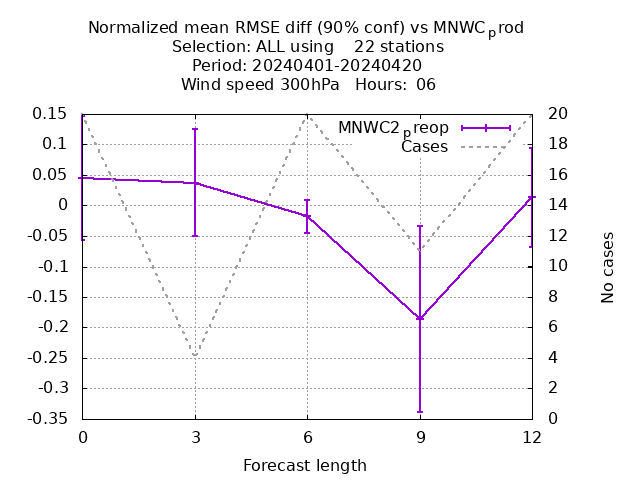 Normalized mean RMSE diff (90% conf) vs MNWCprod
Selection: ALL using 22 stations
Period: 20240401-20240420
Wind speed 300hPa Hours: 06
MNWC2preop
Cases
0.15
0.1
0.05
0
-0.05
-0.1
-0.15
-0.2
-0.25
-0.3
-0.35
20
18
16
14
12
10
8
6
4
2
0
No cases
0 3 6 9 12
Forecast length